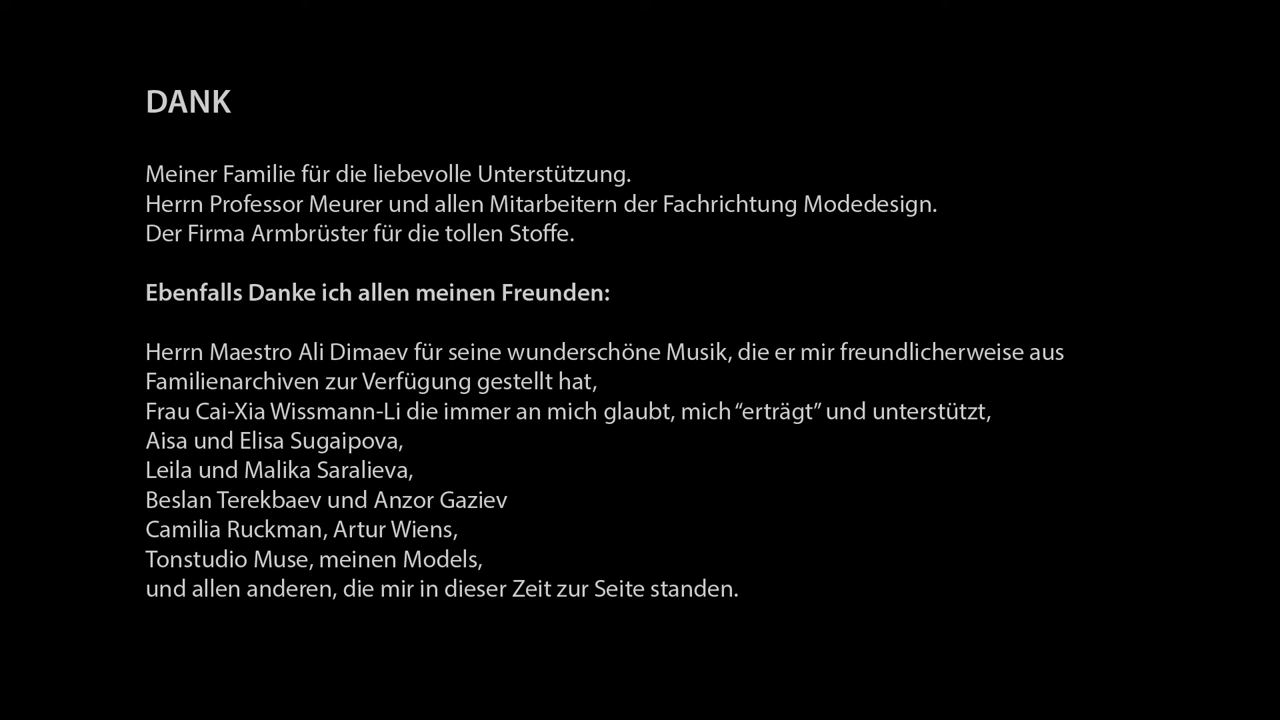 DANK
Meiner Familie für die liebevolle Unterstützung.
Herrn Professor Meurer und allen Mitarbeitern der Fachrichtung Modedesign.
Der Firma Armbrüster für die tollen Stoffe.
Ebenfalls Danke ich allen meinen Freunden:
Herrn Maestro Ali Dimaev für seine wunderschöne Musik, die er mir freundlicherweise aus
Familienarchiven zur Verfügung gestellt hat,
Frau Cai-Xia Wissmann-Li die immer an mich glaubt, mich “erträgt” und unterstützt,
Aisa und Elisa Sugaipova,
Leila und Malika Saralieva,
Beslan Terekbaev und Anzor Gaziev
Camilia Ruckman, Artur Wiens,
Tonstudio Muse, meinen Models,
und allen anderen, die mir in dieser Zeit zur Seite standen.